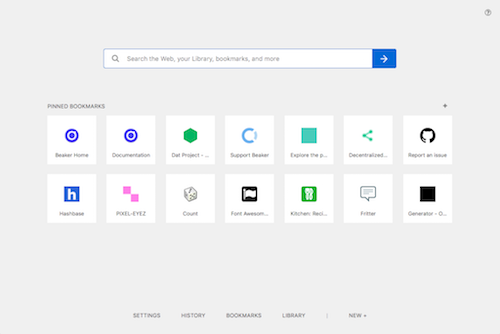 Search the Web, your Library, bookmarks, and more
PINNED BOOKMARKS +
Beaker Home
Documentation
Dat Project - ...
Support Beaker
Explore the p...
Decentralized...
Report an issue
Hashbase
PIXEL-EYEZ
Count
Font Awesom...
Kitchen: Reci...
Fritter
Generator - O...
SETTINGS HISTORY BOOKMARKS LIBRARY | NEW +